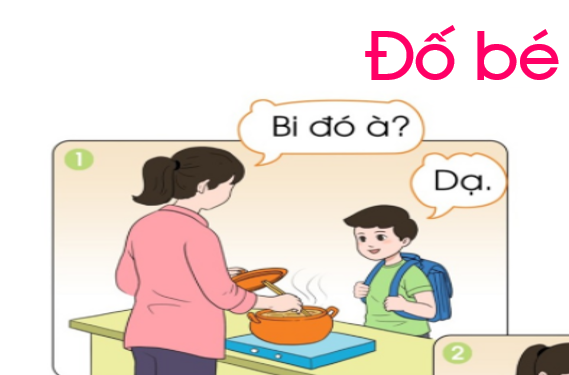 Đố bé
Bi đó à?
1
Dạ.
2